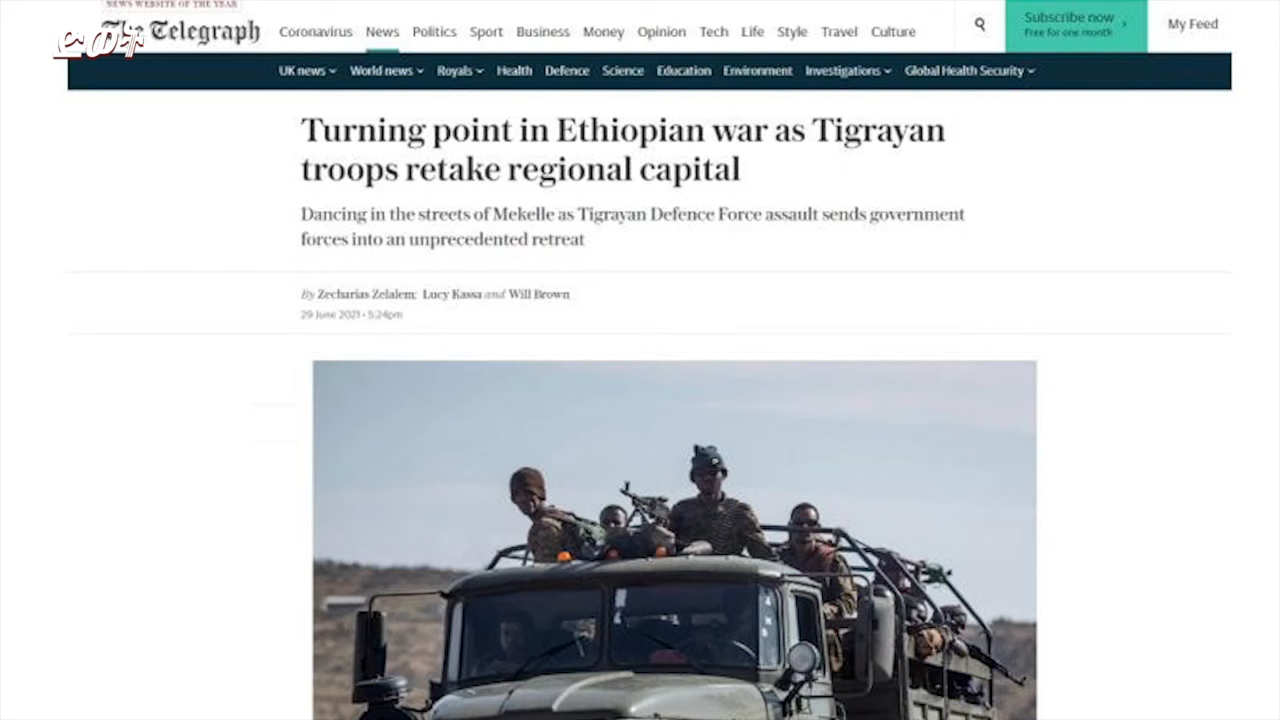 NEWS WEBSITE OF THE YEAR
The Telegraph
Coronavirus News Politics Sport Business Money Opinion Tech Life Style Travel Culture
Subscribe now
Free for one month
My Feed
UK news World news Royals Health Defence Science Education Environment Investigations Global Health Security
Turning point in Ethiopian war as Tigrayan
troops retake regional capital
Dancing in the streets of Mekelle as Tigrayan Defence Force assault sends government
forces into an unprecedented retreat
By Zecharias Zelalem; Lucy Kassa and Will Brown
29 June 2021 • 5:24pm